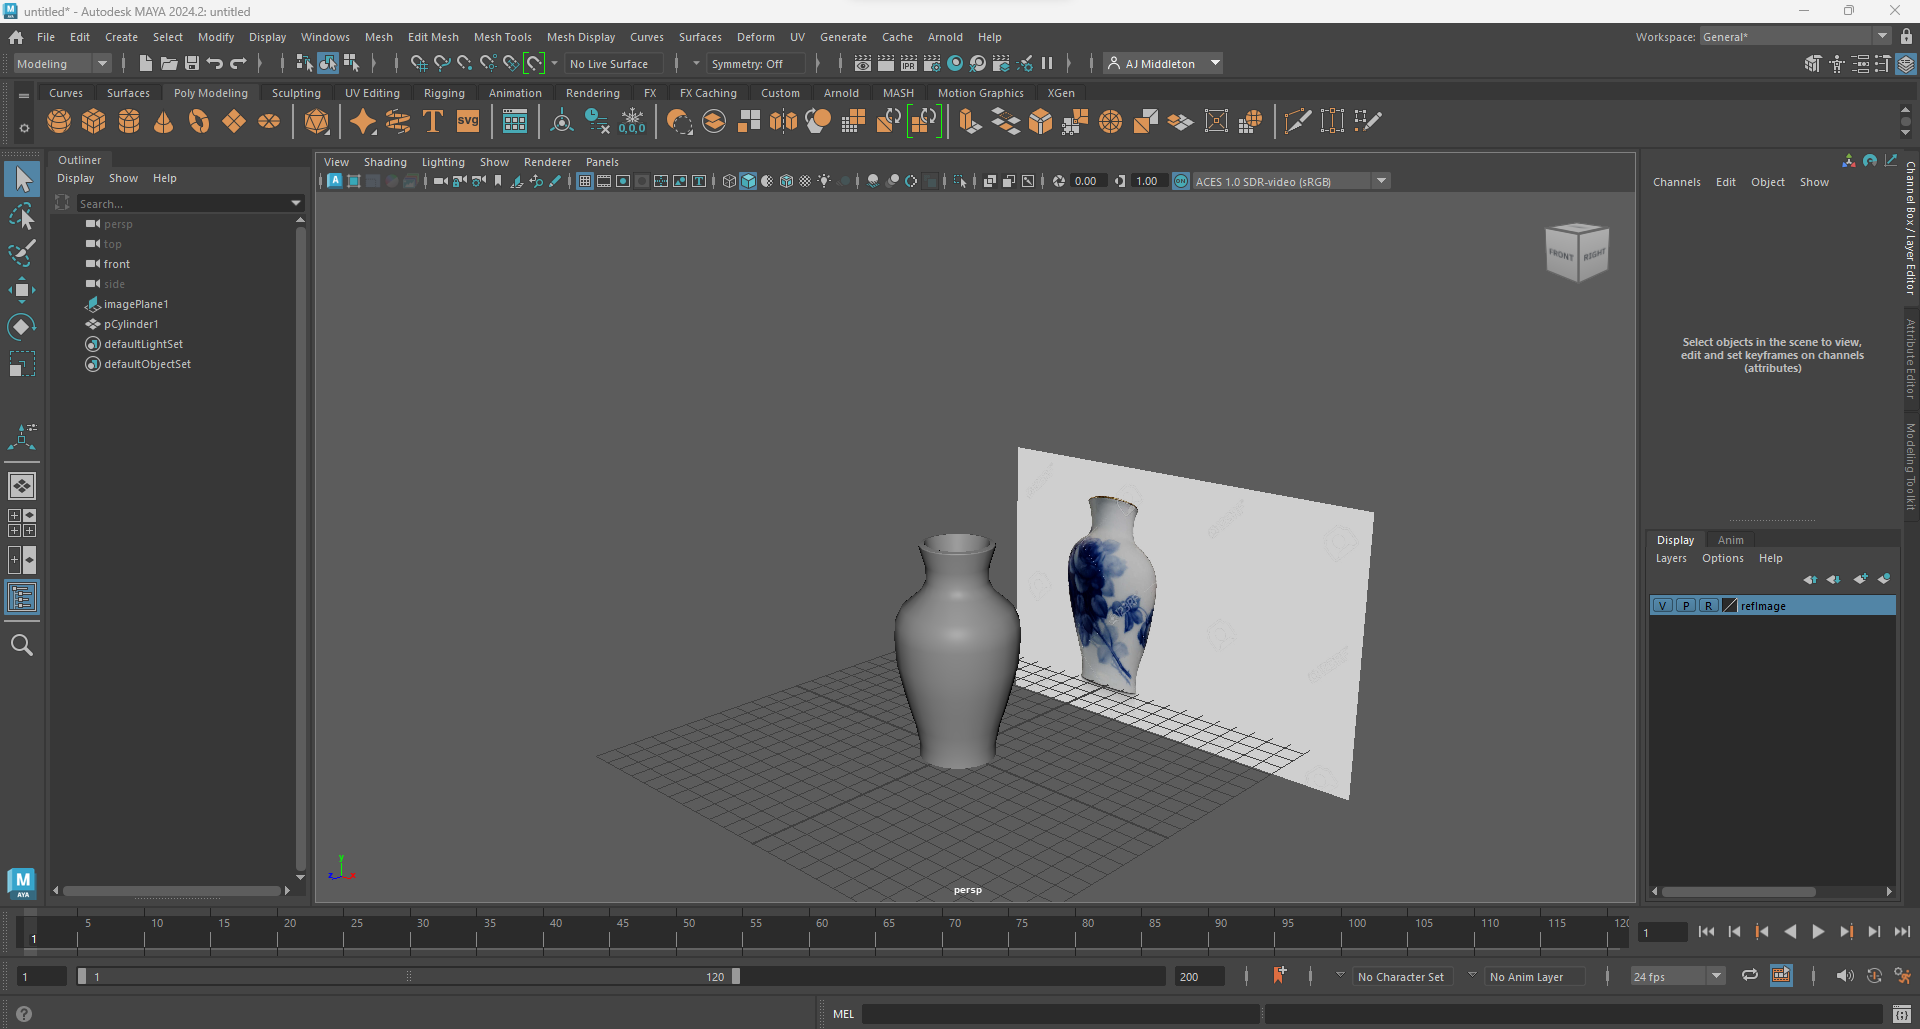 untitled* - Autodesk MAYA 2024.2: untitled
File Edit Create Select Modify Display Windows Mesh Edit Mesh Mesh Tools Mesh Display Curves Surfaces Deform UV Generate Cache Arnold Help
Workspace: General*
Modeling
No Live Surface
Symmetry: Off
IPR
AJ Middleton
Curves Surfaces Poly Modeling Sculpting UV Editing Rigging Animation Rendering FX FX Caching Custom Arnold MASH Motion Graphics XGen
T
svg
0,0,0
Outliner
Display Show Help
Search...
persp
top
front
side
imagePlane1
pCylinder1
defaultLightSet
defaultObjectSet
View Shading Lighting Show Renderer Panels
0.00
1.00
ON
ACES 1.0 SDR-video (sRGB)
FRONT
RIGHT
y
z
x
persp
Channels Edit Object Show
Select objects in the scene to view,
edit and set keyframes on channels
(attributes)
Channel Box / Layer Editor
Attribute Editor
Modeling Toolkit
Display Anim
Layers Options Help
V P R refImage
M
AYA
5 10 15 20 25 30 35 40 45 50 55 60 65 70 75 80 85 90 95 100 105 110 115 120
1
1
1
1
120
200
No Character Set
No Anim Layer
24 fps
MEL